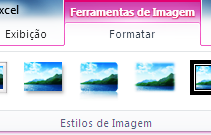 xcel
Ferramentas de Imagem
Exibição
Formatar
Estilos de Imagem